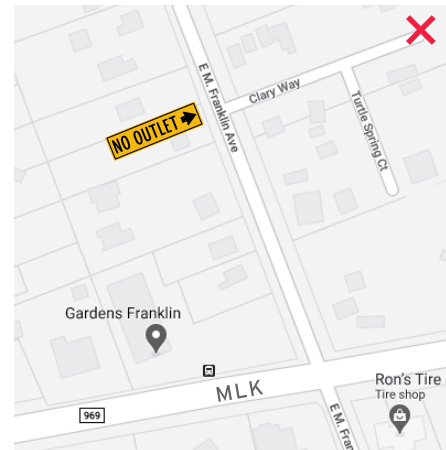 Clary Way
E M. Franklin Ave
NO OUTLET
Turtle Spring Ct
Gardens Franklin
MLK
969
Ron's Tire
Tire shop
E M. Fran